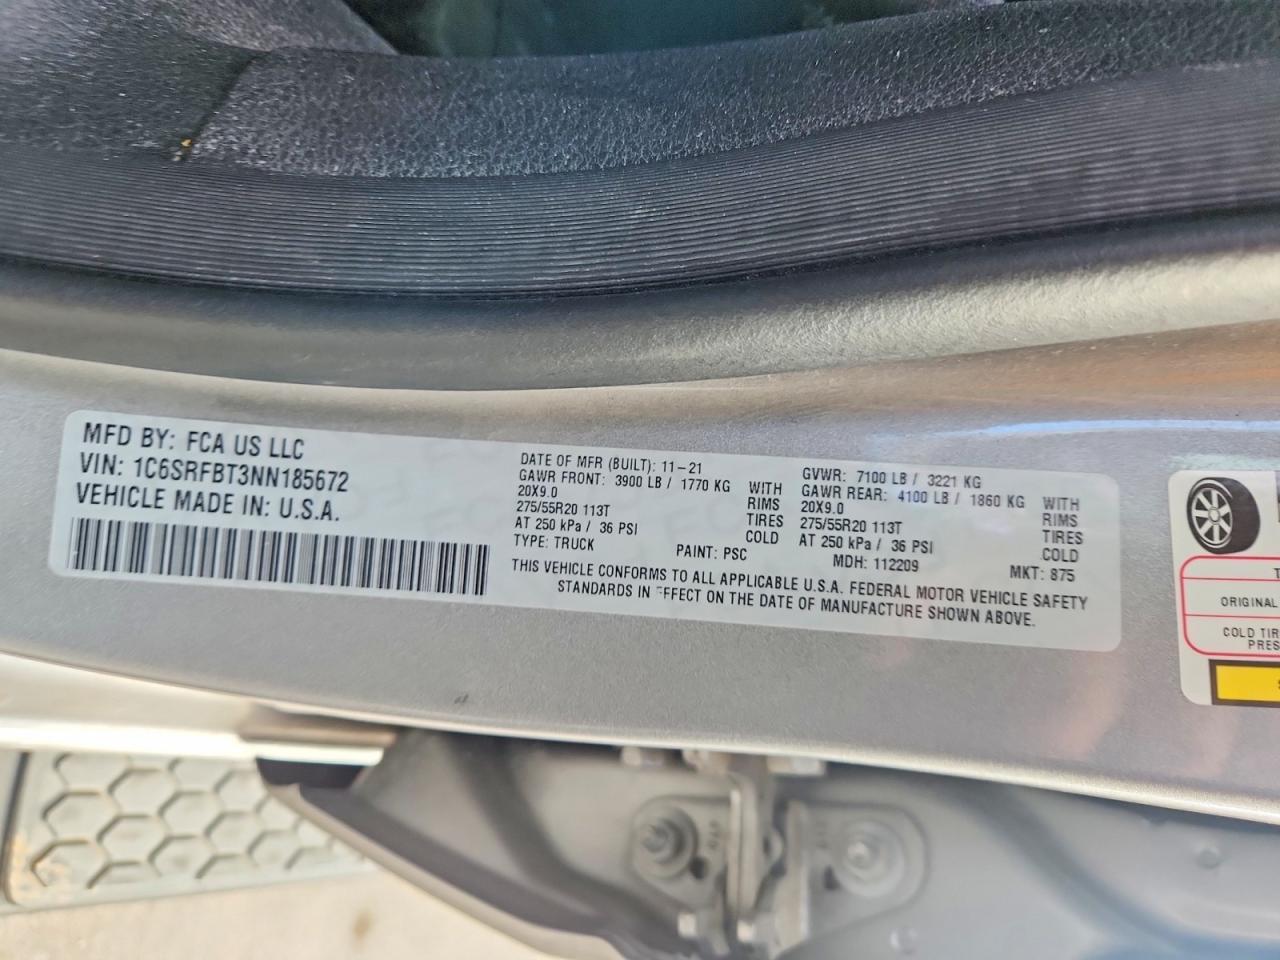 MFD BY: FCA US LLC
VIN: 1C6SRFBT3NN185672
VEHICLE MADE IN: U.S.A.
DATE OF MFR (BUILT): 11-21
GAWR FRONT: 3900 LB / 1770 KG WITH
20X9.0 RIMS
275/55R20 113T TIRES
AT 250 kPa / 36 PSI COLD
TYPE: TRUCK PAINT: PSC
GVWR: 7100 LB / 3221 KG
GAWR REAR: 4100 LB / 1860 KG WITH
20X9.0 RIMS
275/55R20 113T TIRES
AT 250 kPa / 36 PSI COLD
MDH: 112209 MKT: 875
THIS VEHICLE CONFORMS TO ALL APPLICABLE U.S.A. FEDERAL MOTOR VEHICLE SAFETY
STANDARDS IN EFFECT ON THE DATE OF MANUFACTURE SHOWN ABOVE.
ORIGINAL
COLD
PRES